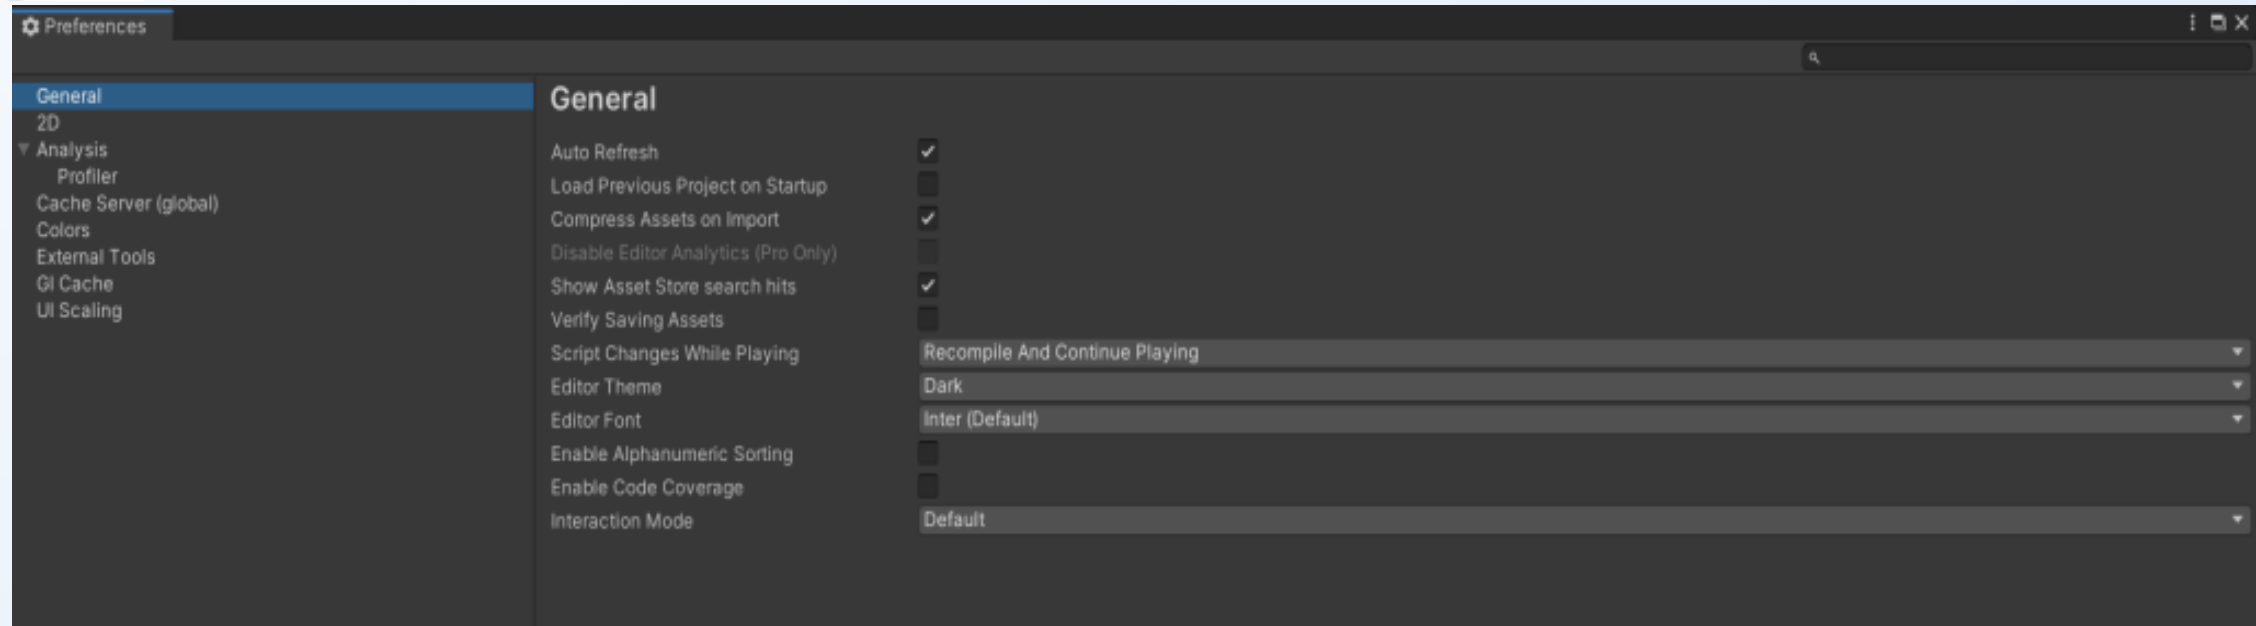 Preferences
General
2D
Analysis
Profiler
Cache Server (global)
Colors
External Tools
GI Cache
UI Scaling
General
Auto Refresh
Load Previous Project on Startup
Compress Assets on Import
Disable Editor Analytics (Pro Only)
Show Asset Store search hits
Verify Saving Assets
Script Changes While Playing Recompile And Continue Playing
Editor Theme Dark
Editor Font Inter (Default)
Enable Alphanumeric Sorting
Enable Code Coverage
Interaction Mode Default